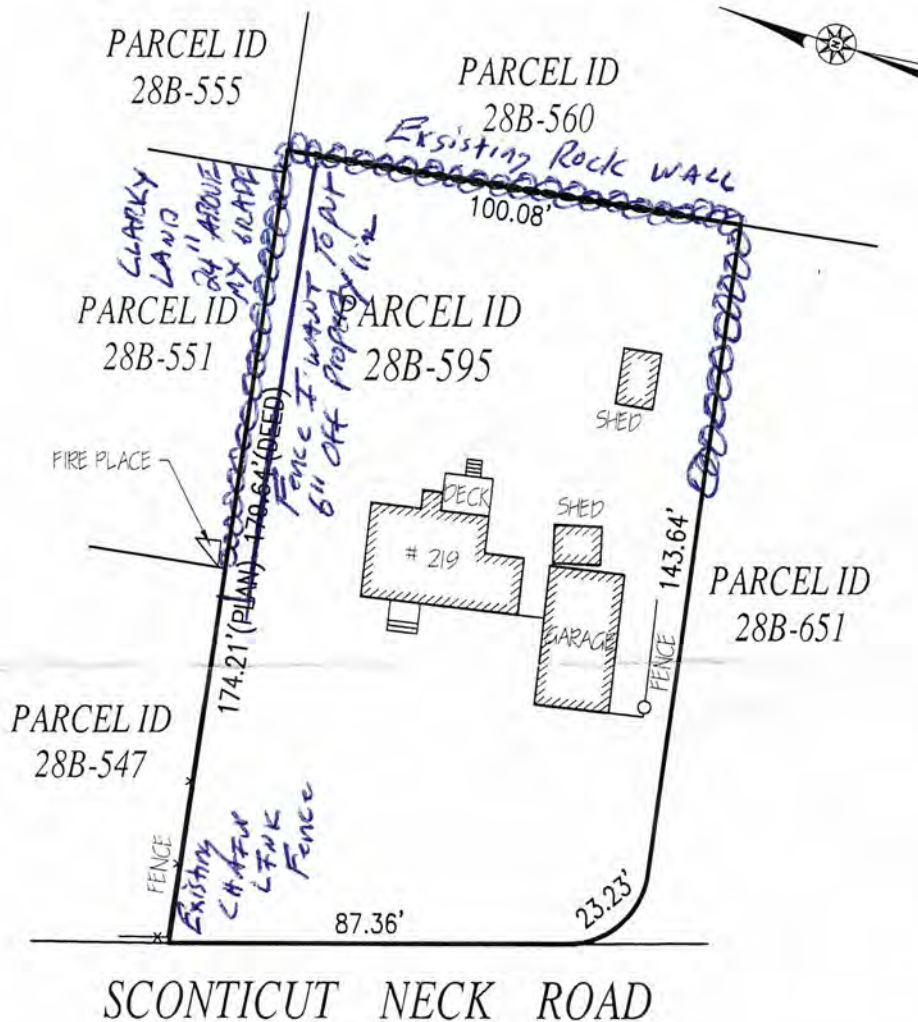 PARCEL ID
28B-555
PARCEL ID
28B-560
N
Exsisting Rock WALL
100.08'
CLARKY
LAND
24" ABOVE
MY GRADE
PARCEL ID
28B-551
Fence I WANT To put
6" OFF Property line
PARCEL ID
28B-595
174.21'(PLAN) 170.64'(DEED)
FIRE PLACE
SHED
DECK
SHED
# 219
GARAGE
143.64'
FENCE
PARCEL ID
28B-651
PARCEL ID
28B-547
FENCE
Existing
CHAIN
LINK
Fence
87.36'
23.23'
SCONTICUT NECK ROAD